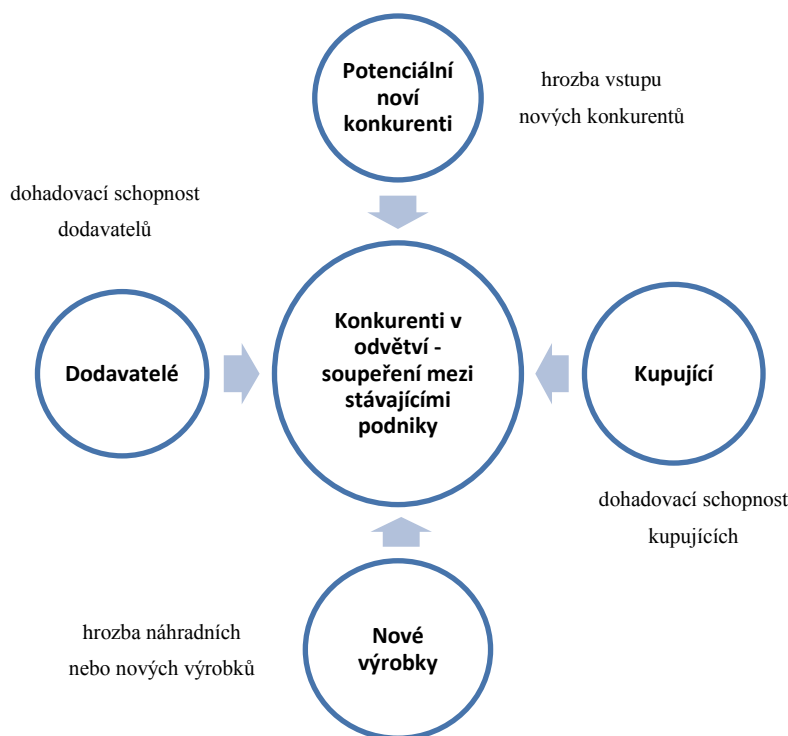 Potenciální
noví
konkurenti
hrozba vstupu
nových konkurentů
dohadovací schopnost
dodavatelů
Dodavatelé
Konkurenti v
odvětví -
soupeření mezi
stávajícími
podniky
Kupující
dohadovací schopnost
kupujících
hrozba náhradních
nebo nových výrobků
Nové
výrobky